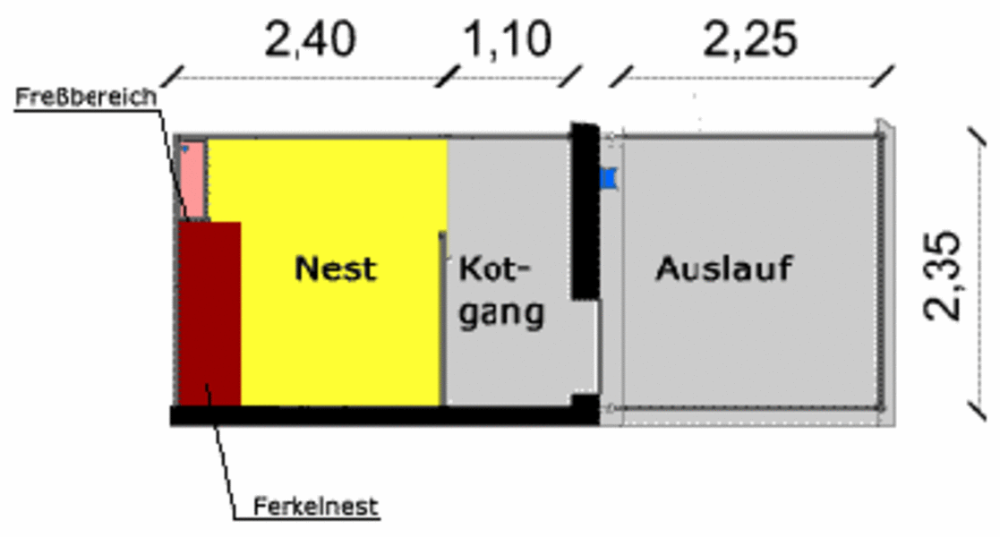 2,40
1,10
2,25
Freßbereich
Nest
Kot-
gang
Auslauf
2,35
Ferkelnest